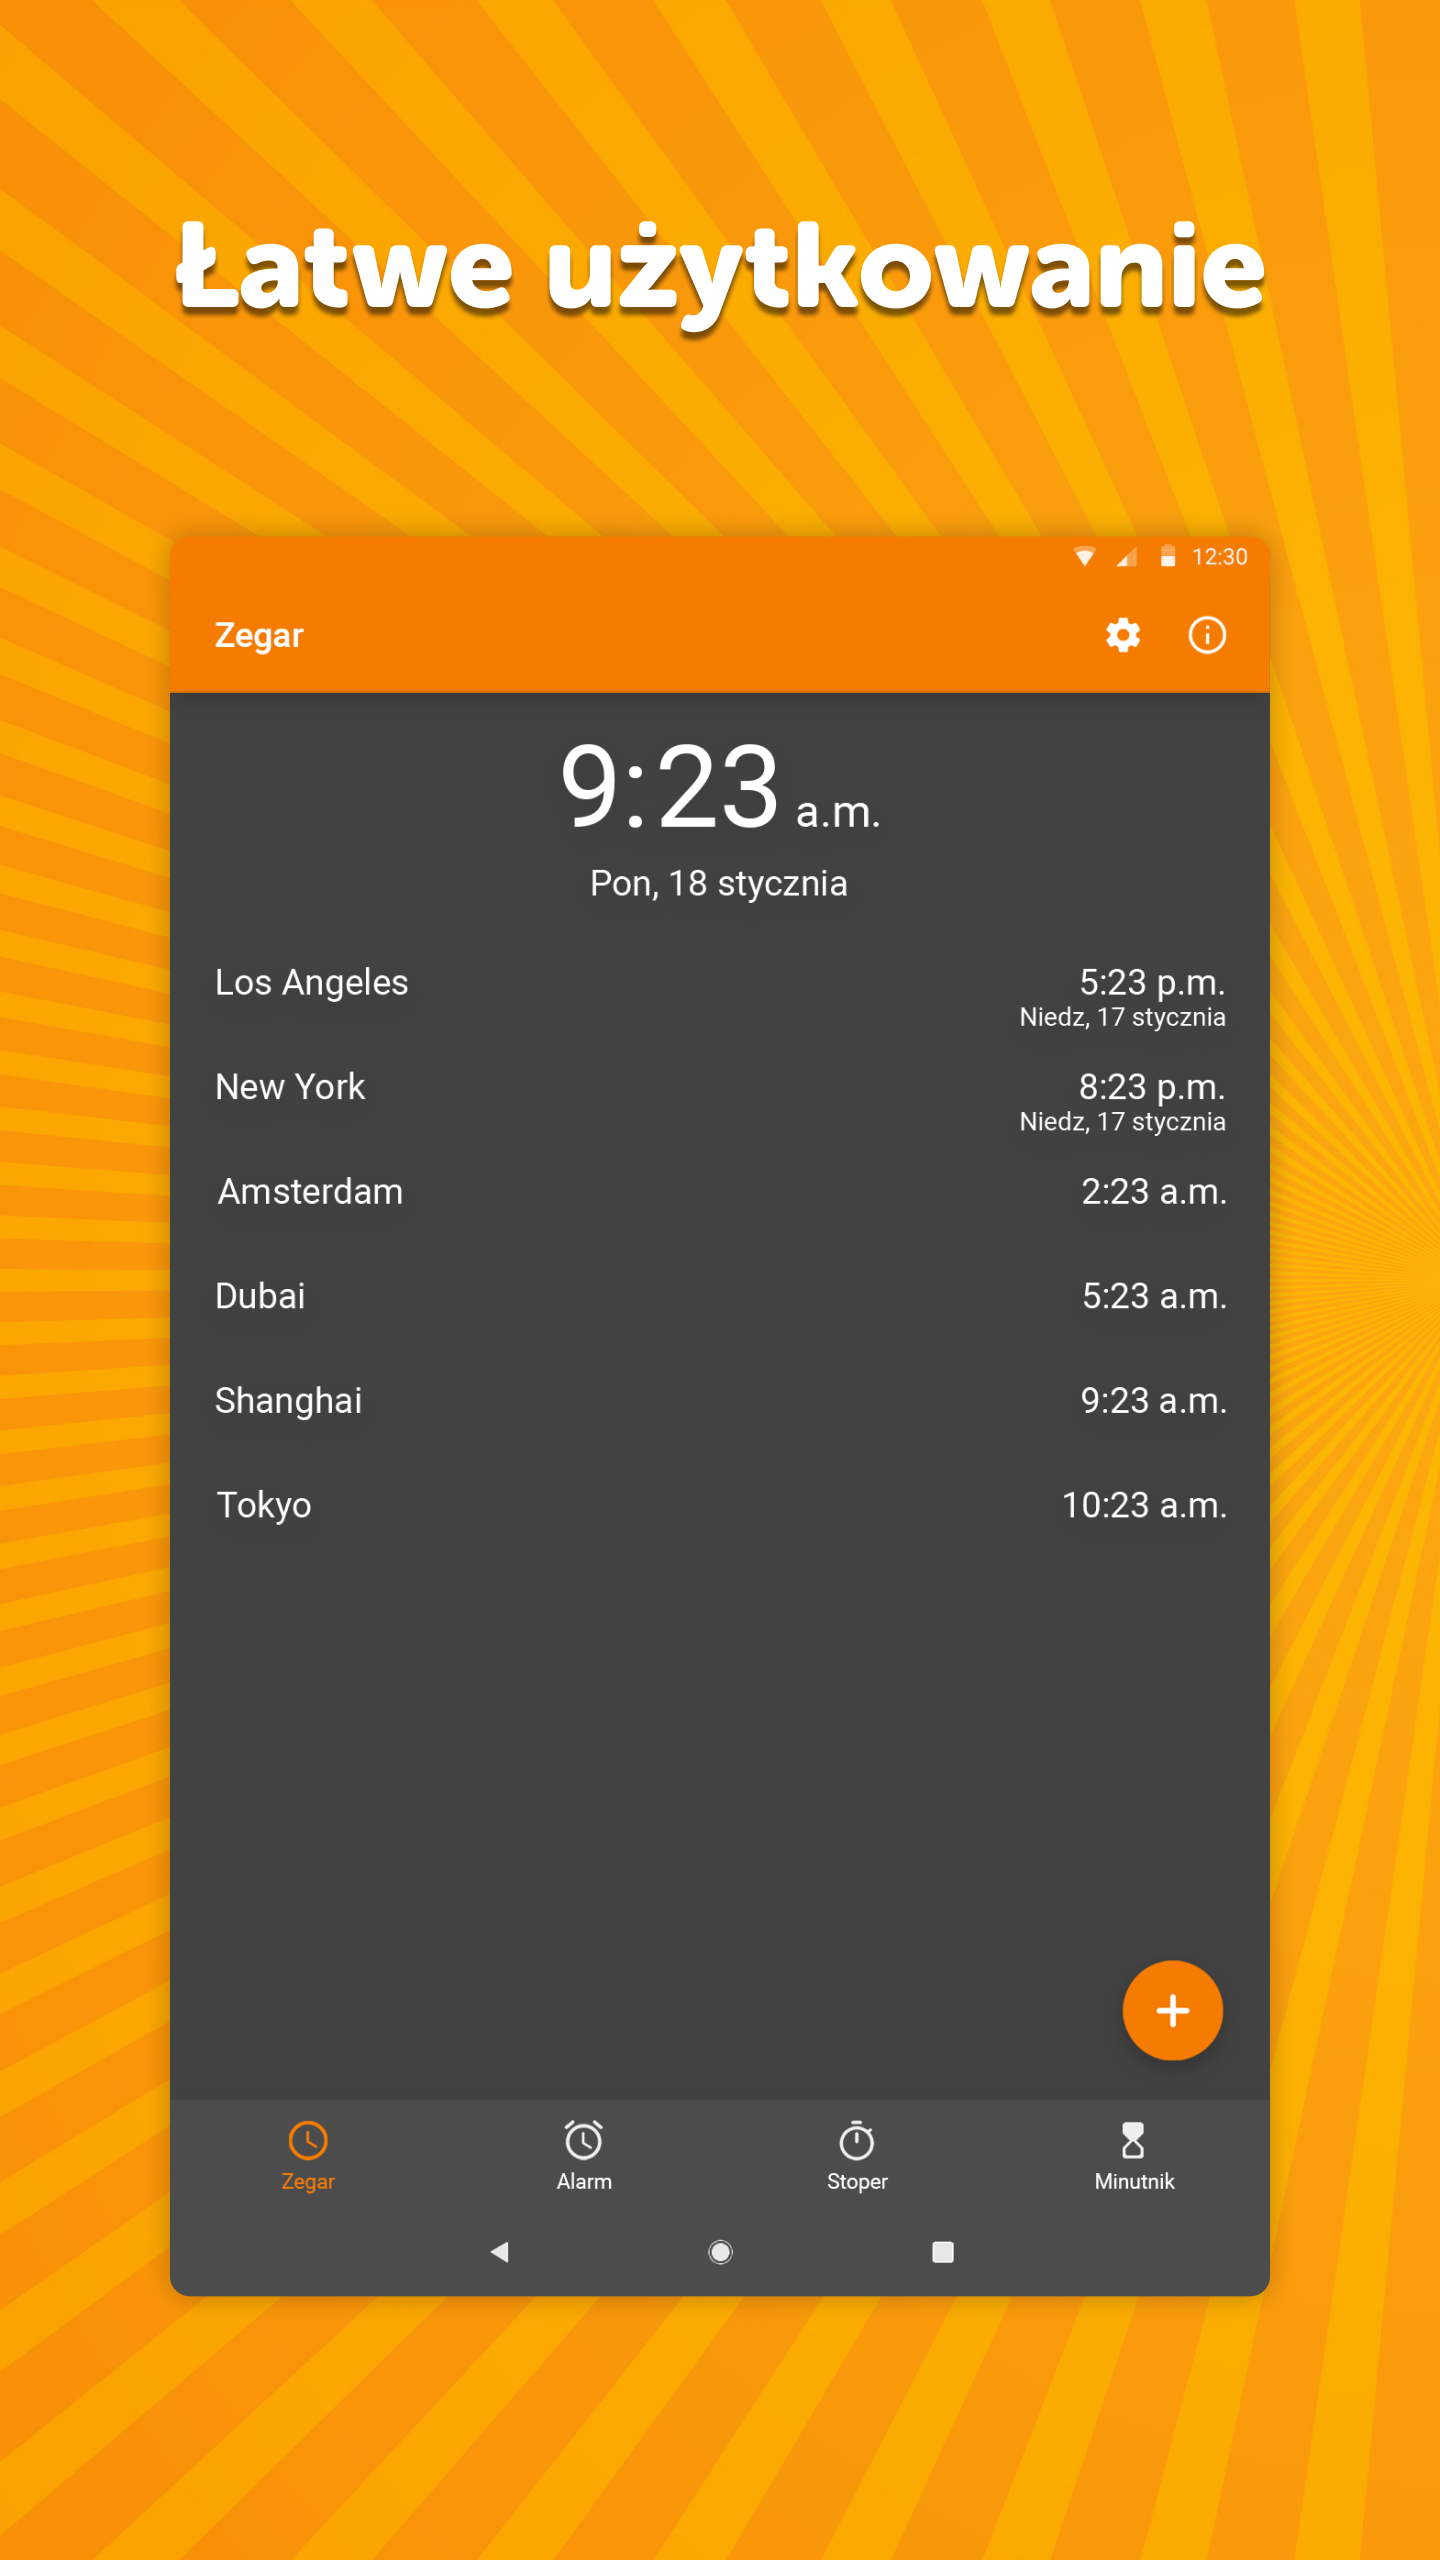 Łatwe użytkowanie
12:30
Zegar
9:23 a.m.
Pon, 18 stycznia
Los Angeles 5:23 p.m.
Niedz, 17 stycznia
New York 8:23 p.m.
Niedz, 17 stycznia
Amsterdam 2:23 a.m.
Dubai 5:23 a.m.
Shanghai 9:23 a.m.
Tokyo 10:23 a.m.
Zegar Alarm Stoper Minutnik